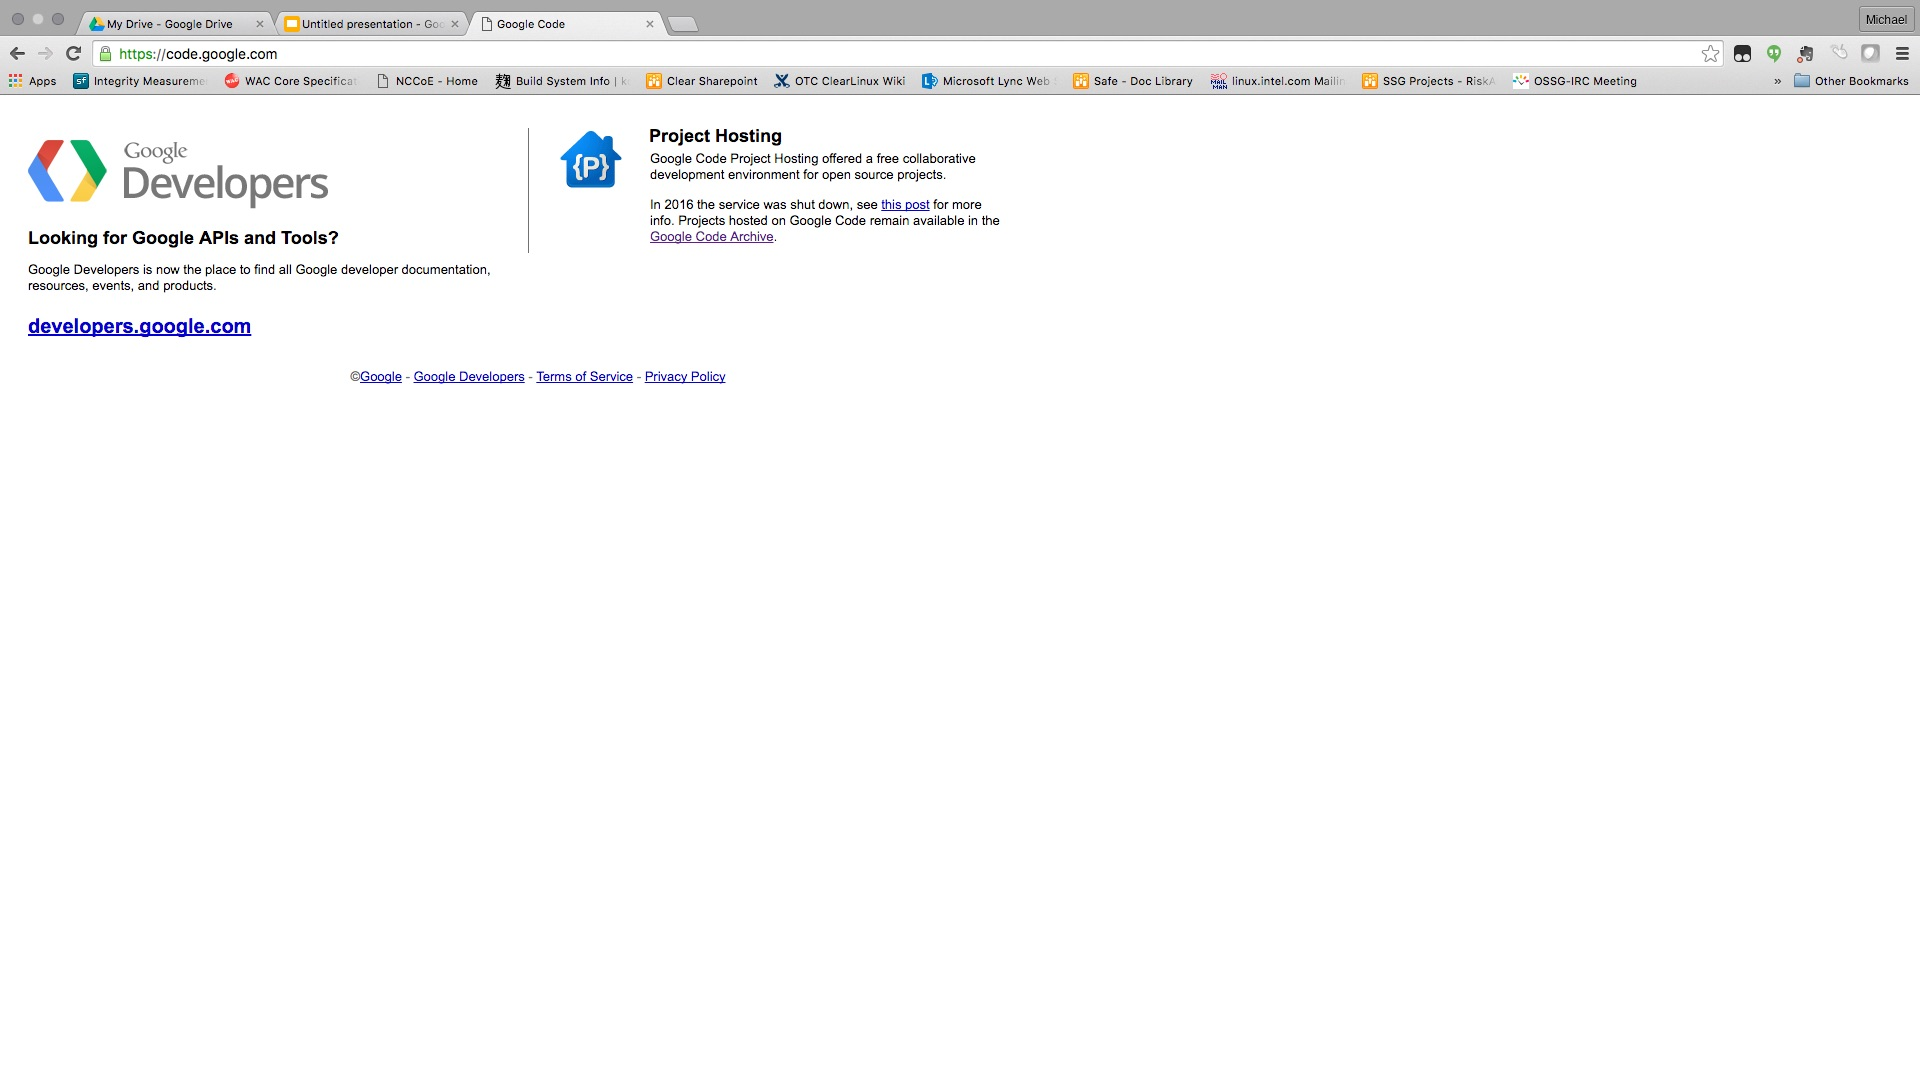 My Drive - Google Drive
Untitled presentation - Goo
Google Code
Michael
https://code.google.com
Apps
Integrity Measureme
WAC Core Specificat
NCCoE - Home
Build System Info | k
Clear Sharepoint
OTC ClearLinux Wiki
Microsoft Lync Web
Safe - Doc Library
linux.intel.com Mailin
SSG Projects - RiskA
OSSG-IRC Meeting
» Other Bookmarks
Google
Developers
Looking for Google APIs and Tools?
Google Developers is now the place to find all Google developer documentation,
resources, events, and products.
developers.google.com
{P}
Project Hosting
Google Code Project Hosting offered a free collaborative
development environment for open source projects.
In 2016 the service was shut down, see this post for more
info. Projects hosted on Google Code remain available in the
Google Code Archive.
©Google - Google Developers - Terms of Service - Privacy Policy